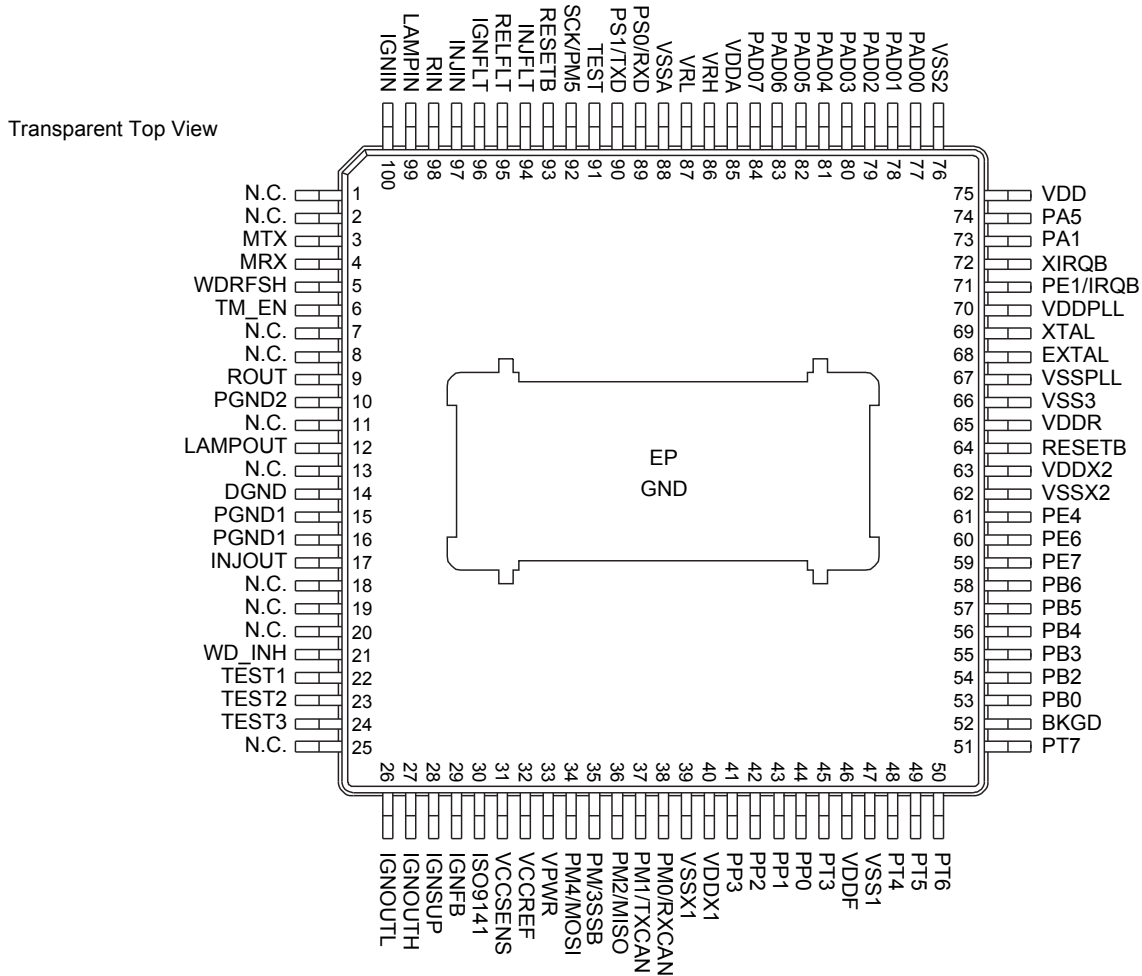 Transparent Top View
IGNIN
LAMPIN
RIN
INJIN
IGNFLT
RELFLT
INJFLT
RESETB
SCK/PM5
TEST
PS1/TXD
PS0/RXD
VSSA
VRL
VRH
VDDA
PAD07
PAD06
PAD05
PAD04
PAD03
PAD02
PAD01
PAD00
VSS2
100
99
98
97
96
95
94
93
92
91
90
89
88
87
86
85
84
83
82
81
80
79
78
77
76
N.C. 1
N.C. 2
MTX 3
MRX 4
WDRFSH 5
TM_EN 6
N.C. 7
N.C. 8
ROUT 9
PGND2 10
N.C. 11
LAMPOUT 12
N.C. 13
DGND 14
PGND1 15
PGND1 16
INJOUT 17
N.C. 18
N.C. 19
N.C. 20
WD_INH 21
TEST1 22
TEST2 23
TEST3 24
N.C. 25
EP
GND
75 VDD
74 PA5
73 PA1
72 XIRQB
71 PE1/IRQB
70 VDDPLL
69 XTAL
68 EXTAL
67 VSSPLL
66 VSS3
65 VDDR
64 RESETB
63 VDDX2
62 VSSX2
61 PE4
60 PE6
59 PE7
58 PB6
57 PB5
56 PB4
55 PB3
54 PB2
53 PB0
52 BKGD
51 PT7
26
27
28
29
30
31
32
33
34
35
36
37
38
39
40
41
42
43
44
45
46
47
48
49
50
IGNOUTL
IGNOUTH
IGNSUP
IGNFB
ISO9141
VCCSENS
VCCREF
VPWR
PM4/MOSI
PM/3SSB
PM2/MISO
PM1/TXCAN
PM0/RXCAN
VSSX1
VDDX1
PP3
PP2
PP1
PP0
PT3
VDDF
VSS1
PT4
PT5
PT6